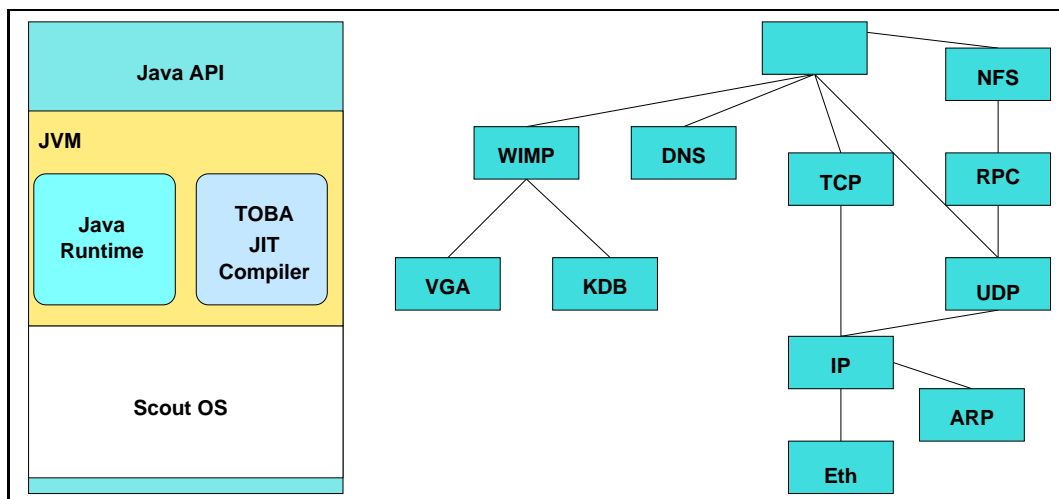 Java API
JVM
Java
Runtime
TOBA
JIT
Compiler
Scout OS
NFS
WIMP
DNS
TCP
RPC
VGA
KDB
UDP
IP
ARP
Eth